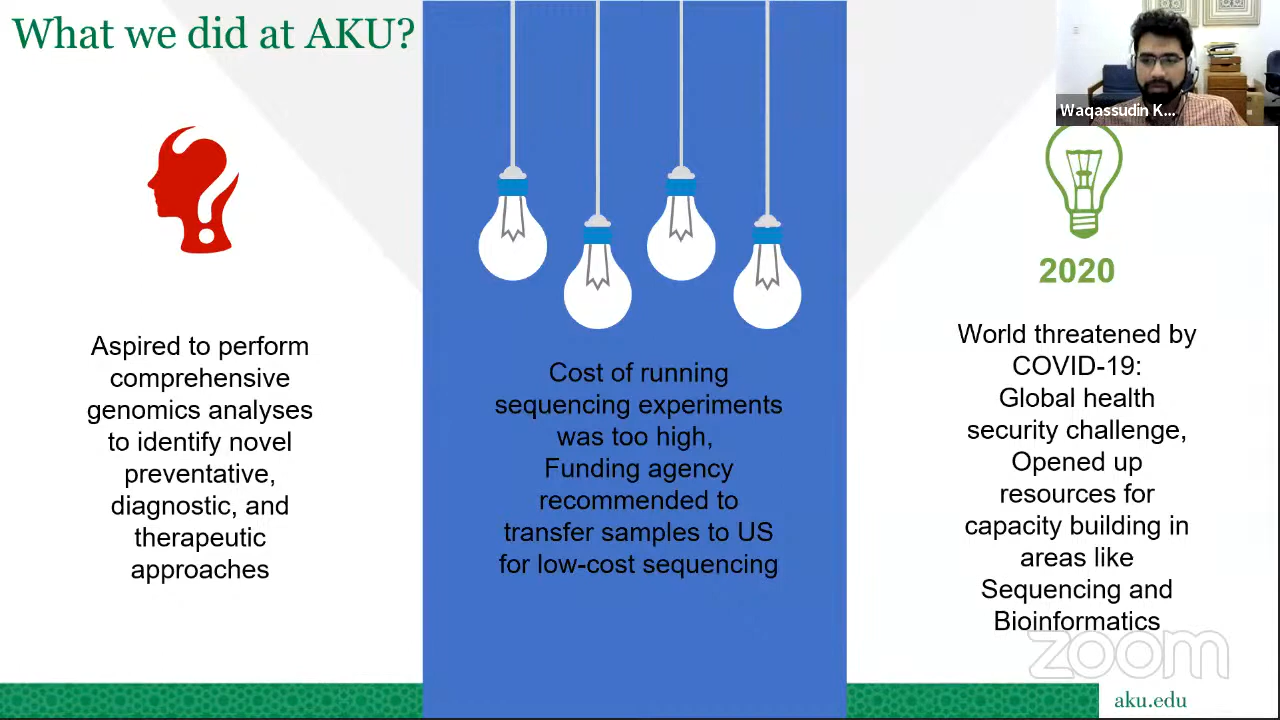 What we did at AKU?
Waqassudin K...
Aspired to perform
comprehensive
genomics analyses
to identify novel
preventative,
diagnostic, and
therapeutic
approaches
Cost of running
sequencing experiments
was too high,
Funding agency
recommended to
transfer samples to US
for low-cost sequencing
2020
World threatened by
COVID-19:
Global health
security challenge,
Opened up
resources for
capacity building in
areas like
Sequencing and
Bioinformatics
zoom
aku.edu